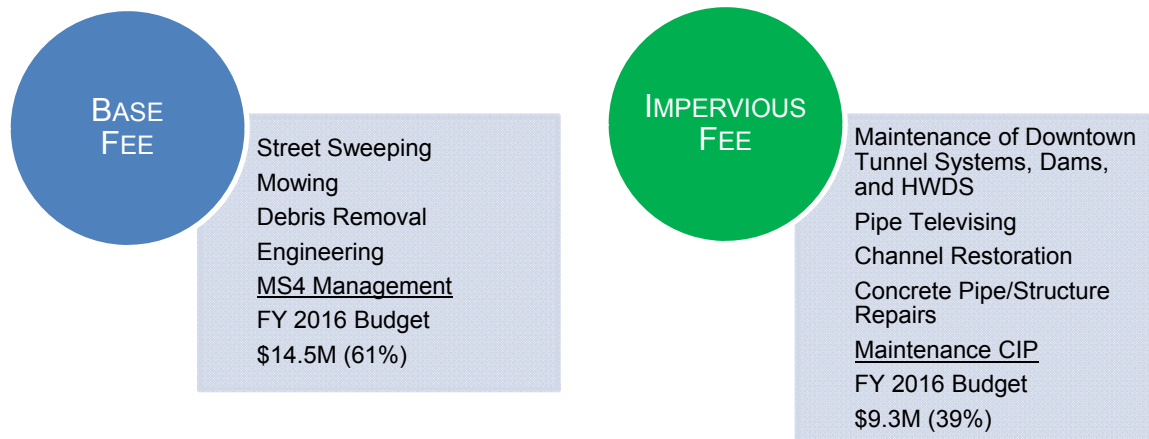 BASE
FEE
Street Sweeping
Mowing
Debris Removal
Engineering
MS4 Management
FY 2016 Budget
$14.5M (61%)
IMPERVIOUS
FEE
Maintenance of Downtown
Tunnel Systems, Dams,
and HWDS
Pipe Televising
Channel Restoration
Concrete Pipe/Structure
Repairs
Maintenance CIP
FY 2016 Budget
$9.3M (39%)